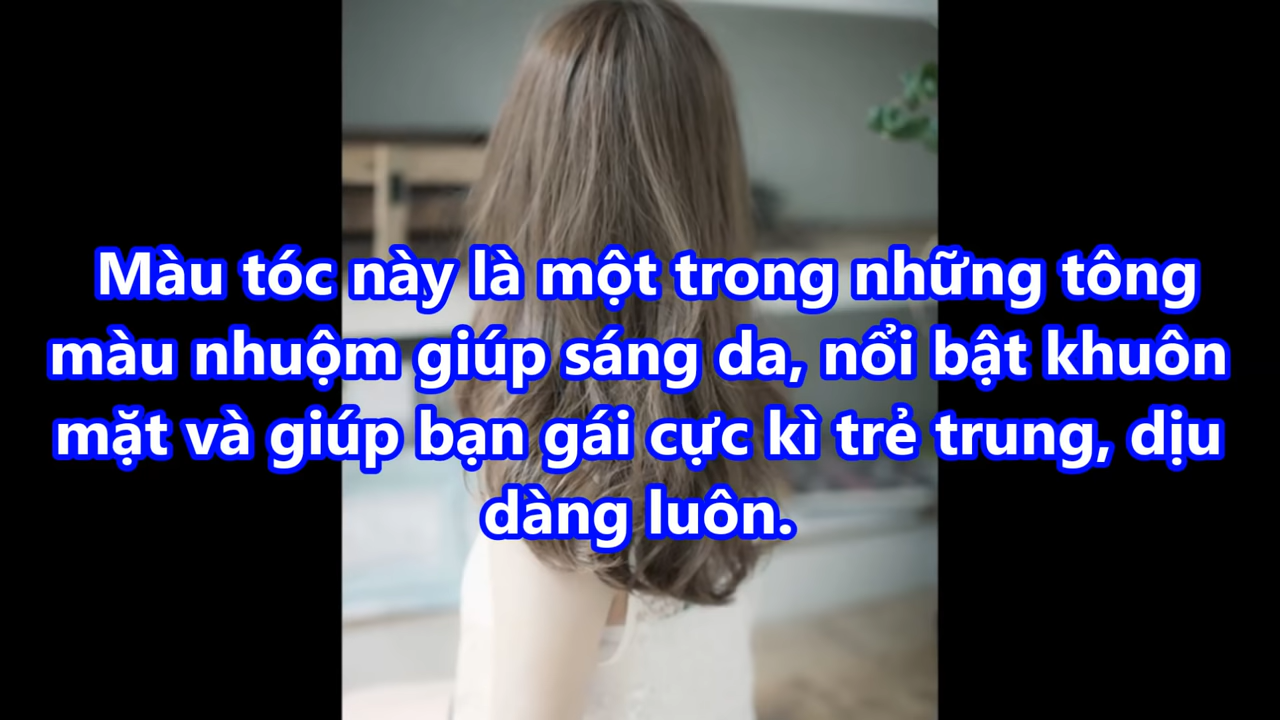 Màu tóc này là một trong những tông
màu nhuộm giúp sáng da, nổi bật khuôn
mặt và giúp bạn gái cực kì trẻ trung, dịu
dàng luôn.